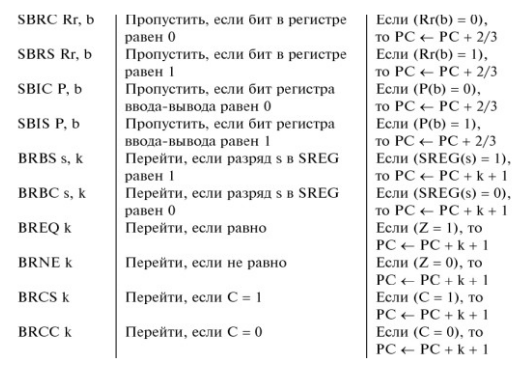 SBRC Rr, b | Пропустить, если бит в регистре | Если (Rr(b) = 0),
равен 0 | то PC ← PC + 2/3
SBRS Rr, b | Пропустить, если бит в регистре | Если (Rr(b) = 1),
равен 1 | то PC ← PC + 2/3
SBIC P, b | Пропустить, если бит регистра | Если (P(b) = 0),
ввода-вывода равен 0 | то PC ← PC + 2/3
SBIS P, b | Пропустить, если бит регистра | Если (P(b) = 1),
ввода-вывода равен 1 | то PC ← PC + 2/3
BRBS s, k | Перейти, если разряд s в SREG | Если (SREG(s) = 1),
равен 1 | то PC ← PC + k + 1
BRBC s, k | Перейти, если разряд s в SREG | Если (SREG(s) = 0),
равен 0 | то PC ← PC + k + 1
BREQ k | Перейти, если равно | Если (Z = 1), то
PC ← PC + k + 1
BRNE k | Перейти, если не равно | Если (Z = 0), то
PC ← PC + k + 1
BRCS k | Перейти, если C = 1 | Если (C = 1), то
PC ← PC + k + 1
BRCC k | Перейти, если C = 0 | Если (C = 0), то
PC ← PC + k + 1